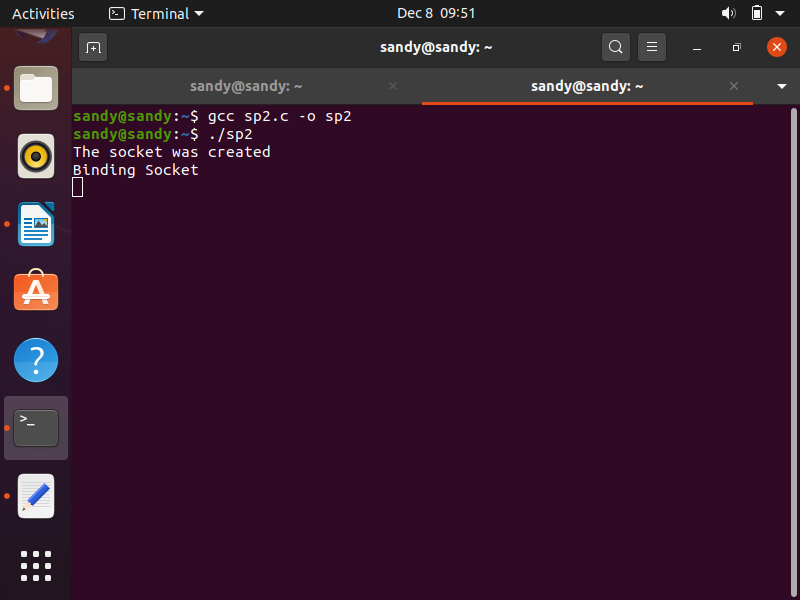 Activities
Terminal
Dec 8 09:51
sandy@sandy: ~
sandy@sandy: ~
sandy@sandy: ~
sandy@sandy:~$ gcc sp2.c -o sp2
sandy@sandy:~$ ./sp2
The socket was created
Binding Socket